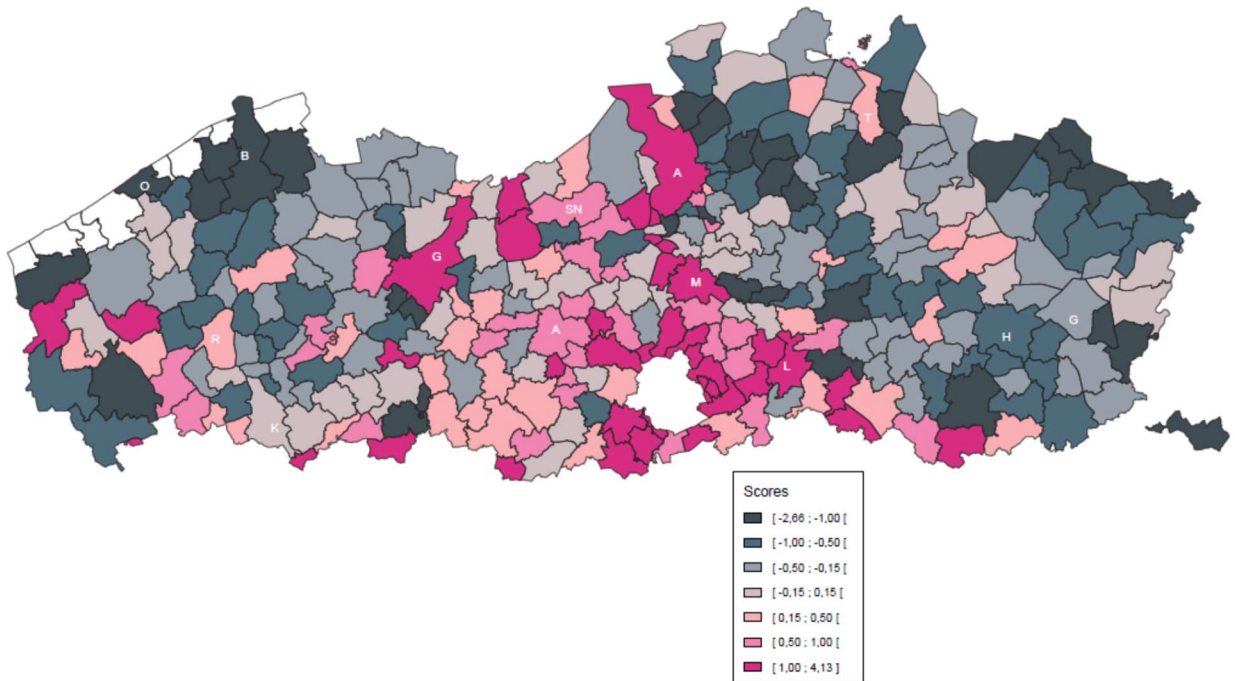 B
O
T
A
SN
G
M
A
R
S
H
G
L
K
Scores
[ -2,66 ; -1,00 [
[ -1,00 ; -0,50 [
[ -0,50 ; -0,15 [
[ -0,15 ; 0,15 [
[ 0,15 ; 0,50 [
[ 0,50 ; 1,00 [
[ 1,00 ; 4,13 ]